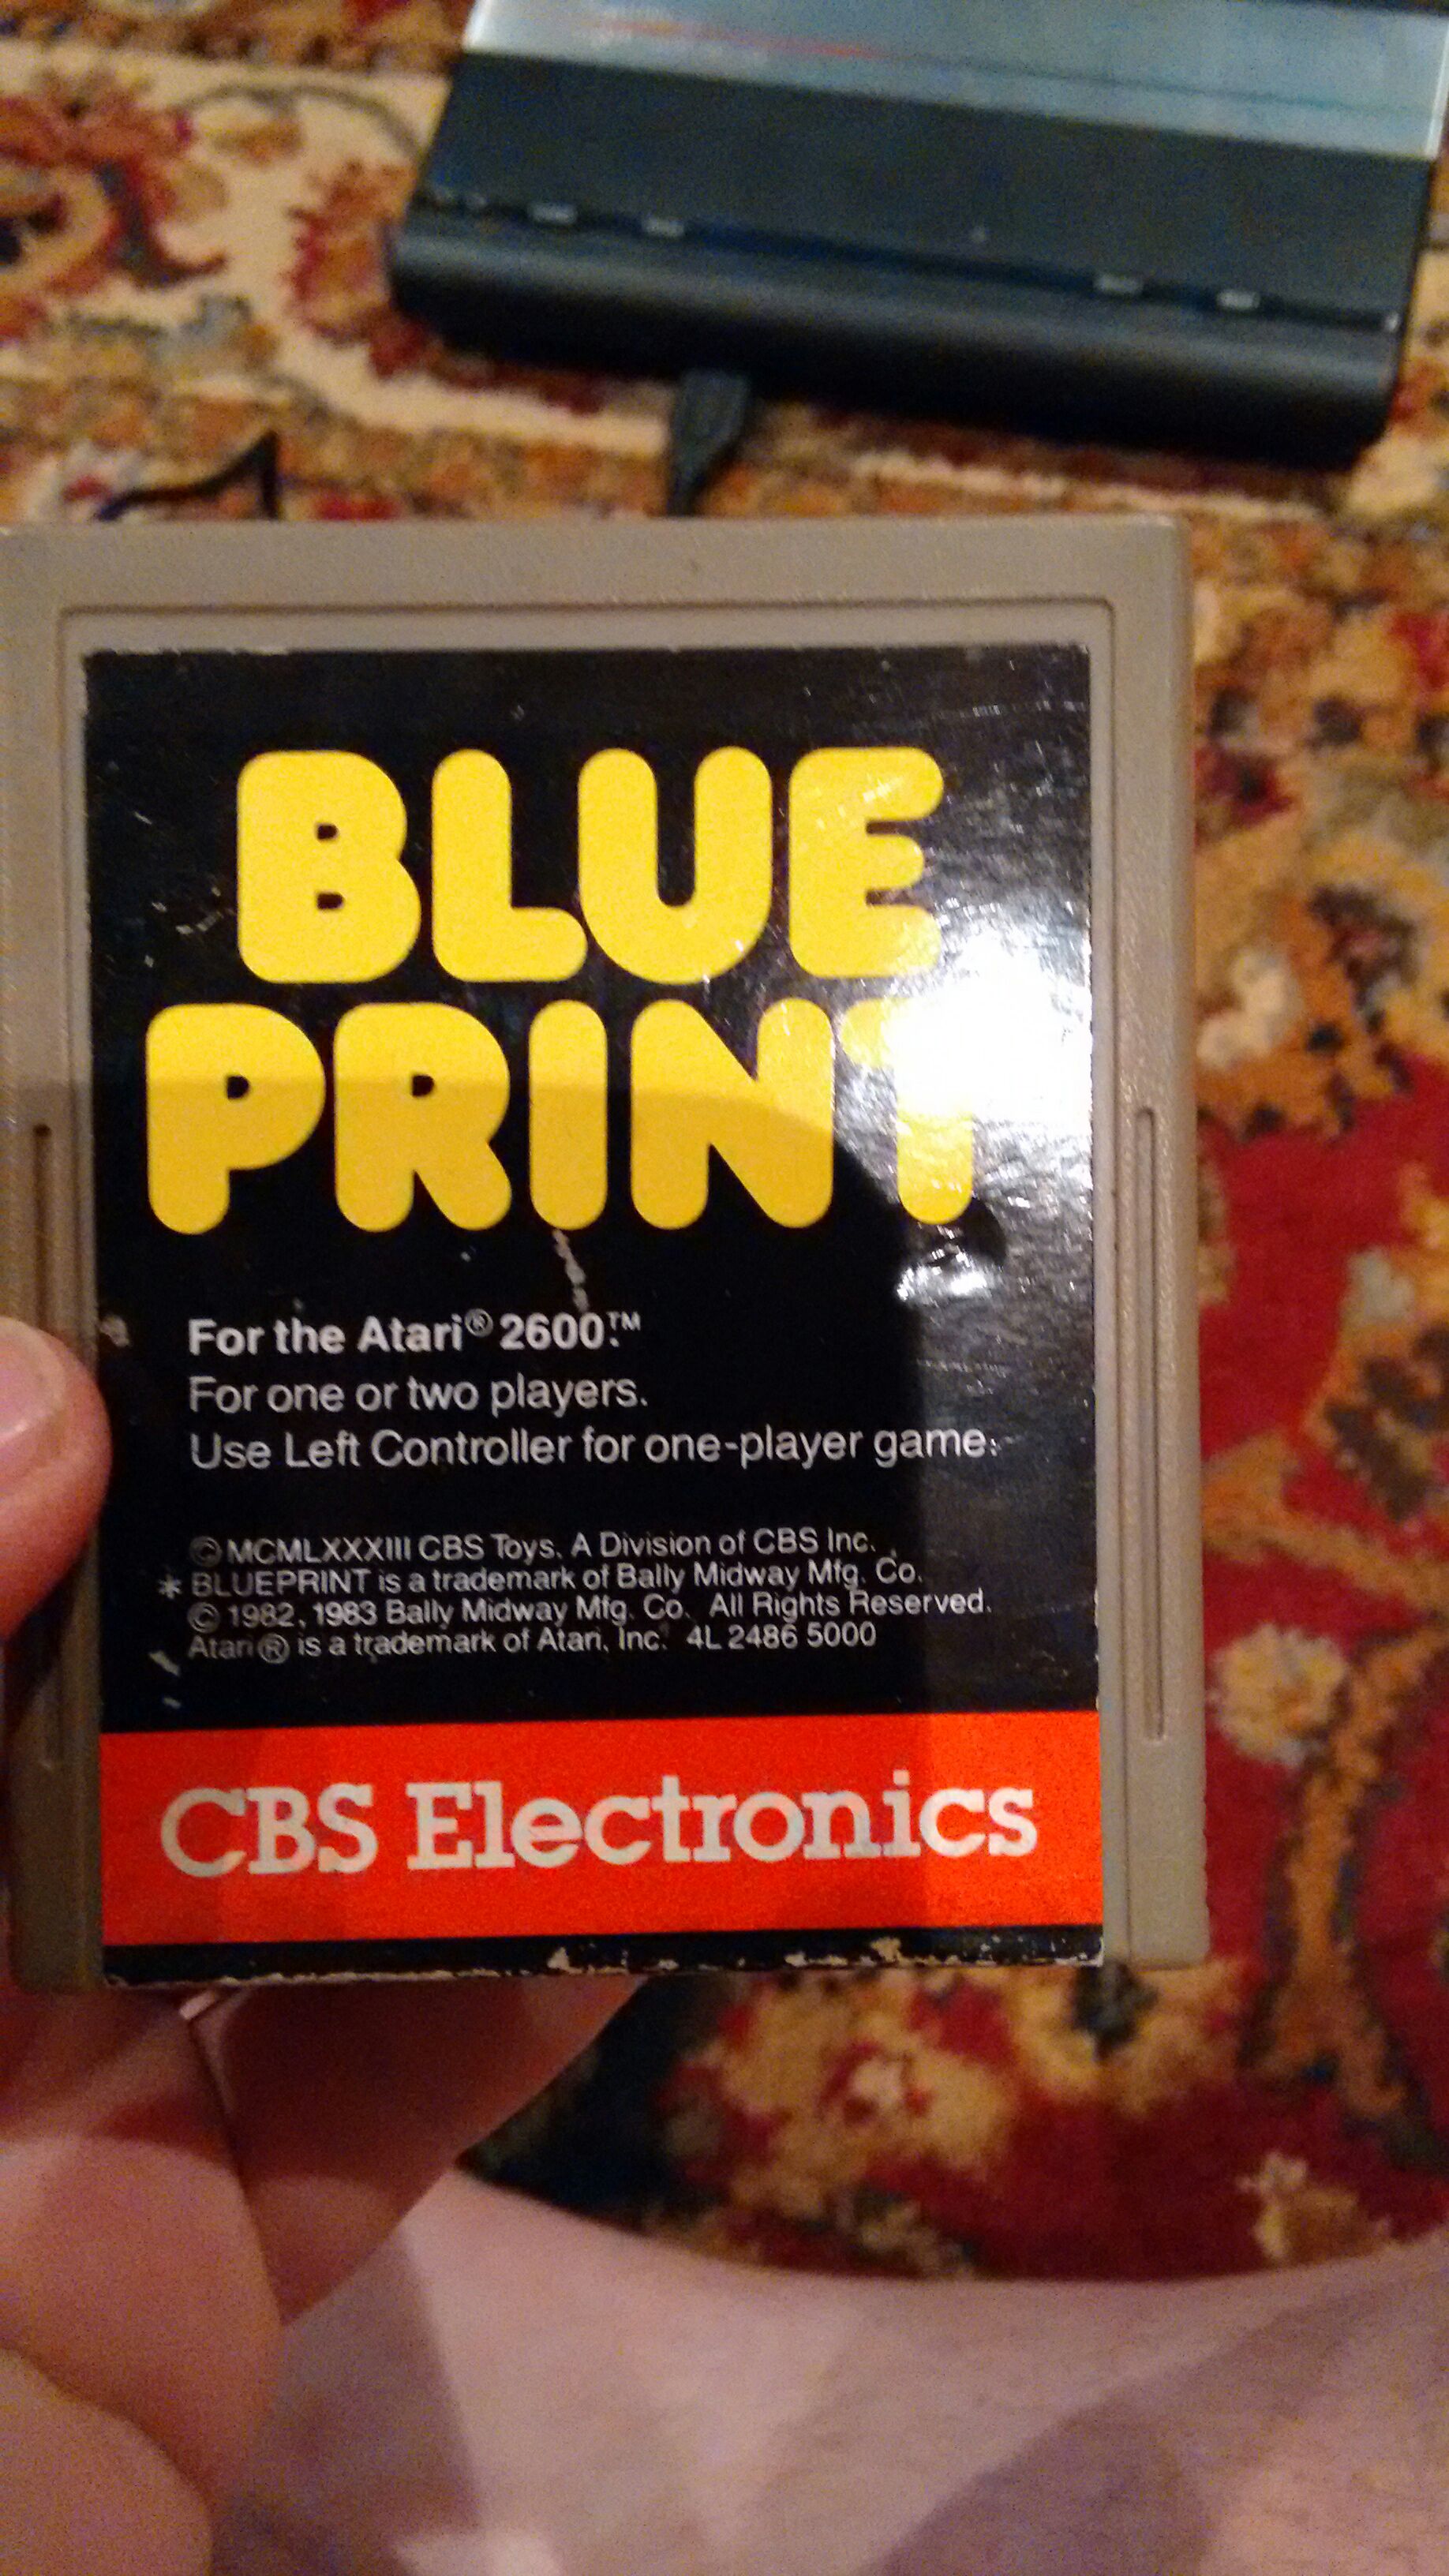 BLUE
PRINT
For the Atari® 2600.™
For one or two players.
Use Left Controller for one-player game.
© MCMLXXXIII CBS Toys. A Division of CBS Inc.
* BLUEPRINT is a trademark of Bally Midway Mfg. Co.
© 1982, 1983 Bally Midway Mfg. Co. All Rights Reserved.
Atari® is a trademark of Atari, Inc. 4L 2486 5000
CBS Electronics